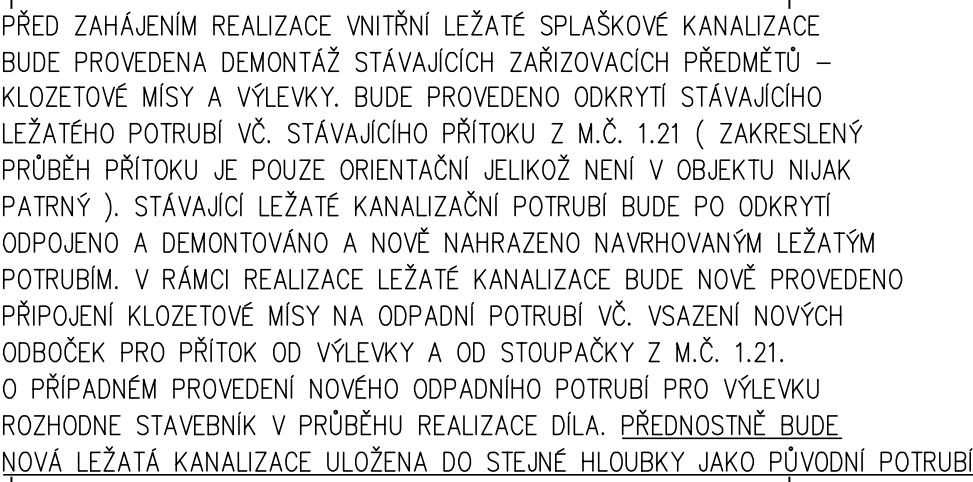 PŘED ZAHÁJENÍM REALIZACE VNITŘNÍ LEŽATÉ SPLAŠKOVÉ KANALIZACE
BUDE PROVEDENA DEMONTÁŽ STÁVAJÍCÍCH ZAŘIZOVACÍCH PŘEDMĚTŮ –
KLOZETOVÉ MÍSY A VÝLEVKY. BUDE PROVEDENO ODKRYTÍ STÁVAJÍCÍHO
LEŽATÉHO POTRUBÍ VČ. STÁVAJÍCÍHO PŘÍTOKU Z M.Č. 1.21 ( ZAKRESLENÝ
PRŮBĚH PŘÍTOKU JE POUZE ORIENTAČNÍ JELIKOŽ NENÍ V OBJEKTU NIJAK
PATRNÝ ). STÁVAJÍCÍ LEŽATÉ KANALIZAČNÍ POTRUBÍ BUDE PO ODKRYTÍ
ODPOJENO A DEMONTOVÁNO A NOVĚ NAHRAZENO NAVRHOVANÝM LEŽATÝM
POTRUBÍM. V RÁMCI REALIZACE LEŽATÉ KANALIZACE BUDE NOVĚ PROVEDENO
PŘIPOJENÍ KLOZETOVÉ MÍSY NA ODPADNÍ POTRUBÍ VČ. VSAZENÍ NOVÝCH
ODBOČEK PRO PŘÍTOK OD VÝLEVKY A OD STOUPAČKY Z M.Č. 1.21.
O PŘÍPADNÉM PROVEDENÍ NOVÉHO ODPADNÍHO POTRUBÍ PRO VÝLEVKU
ROZHODNE STAVEBNÍK V PRŮBĚHU REALIZACE DÍLA. PŘEDNOSTNĚ BUDE
NOVÁ LEŽATÁ KANALIZACE ULOŽENA DO STEJNÉ HLOUBKY JAKO PŮVODNÍ POTRUBÍ